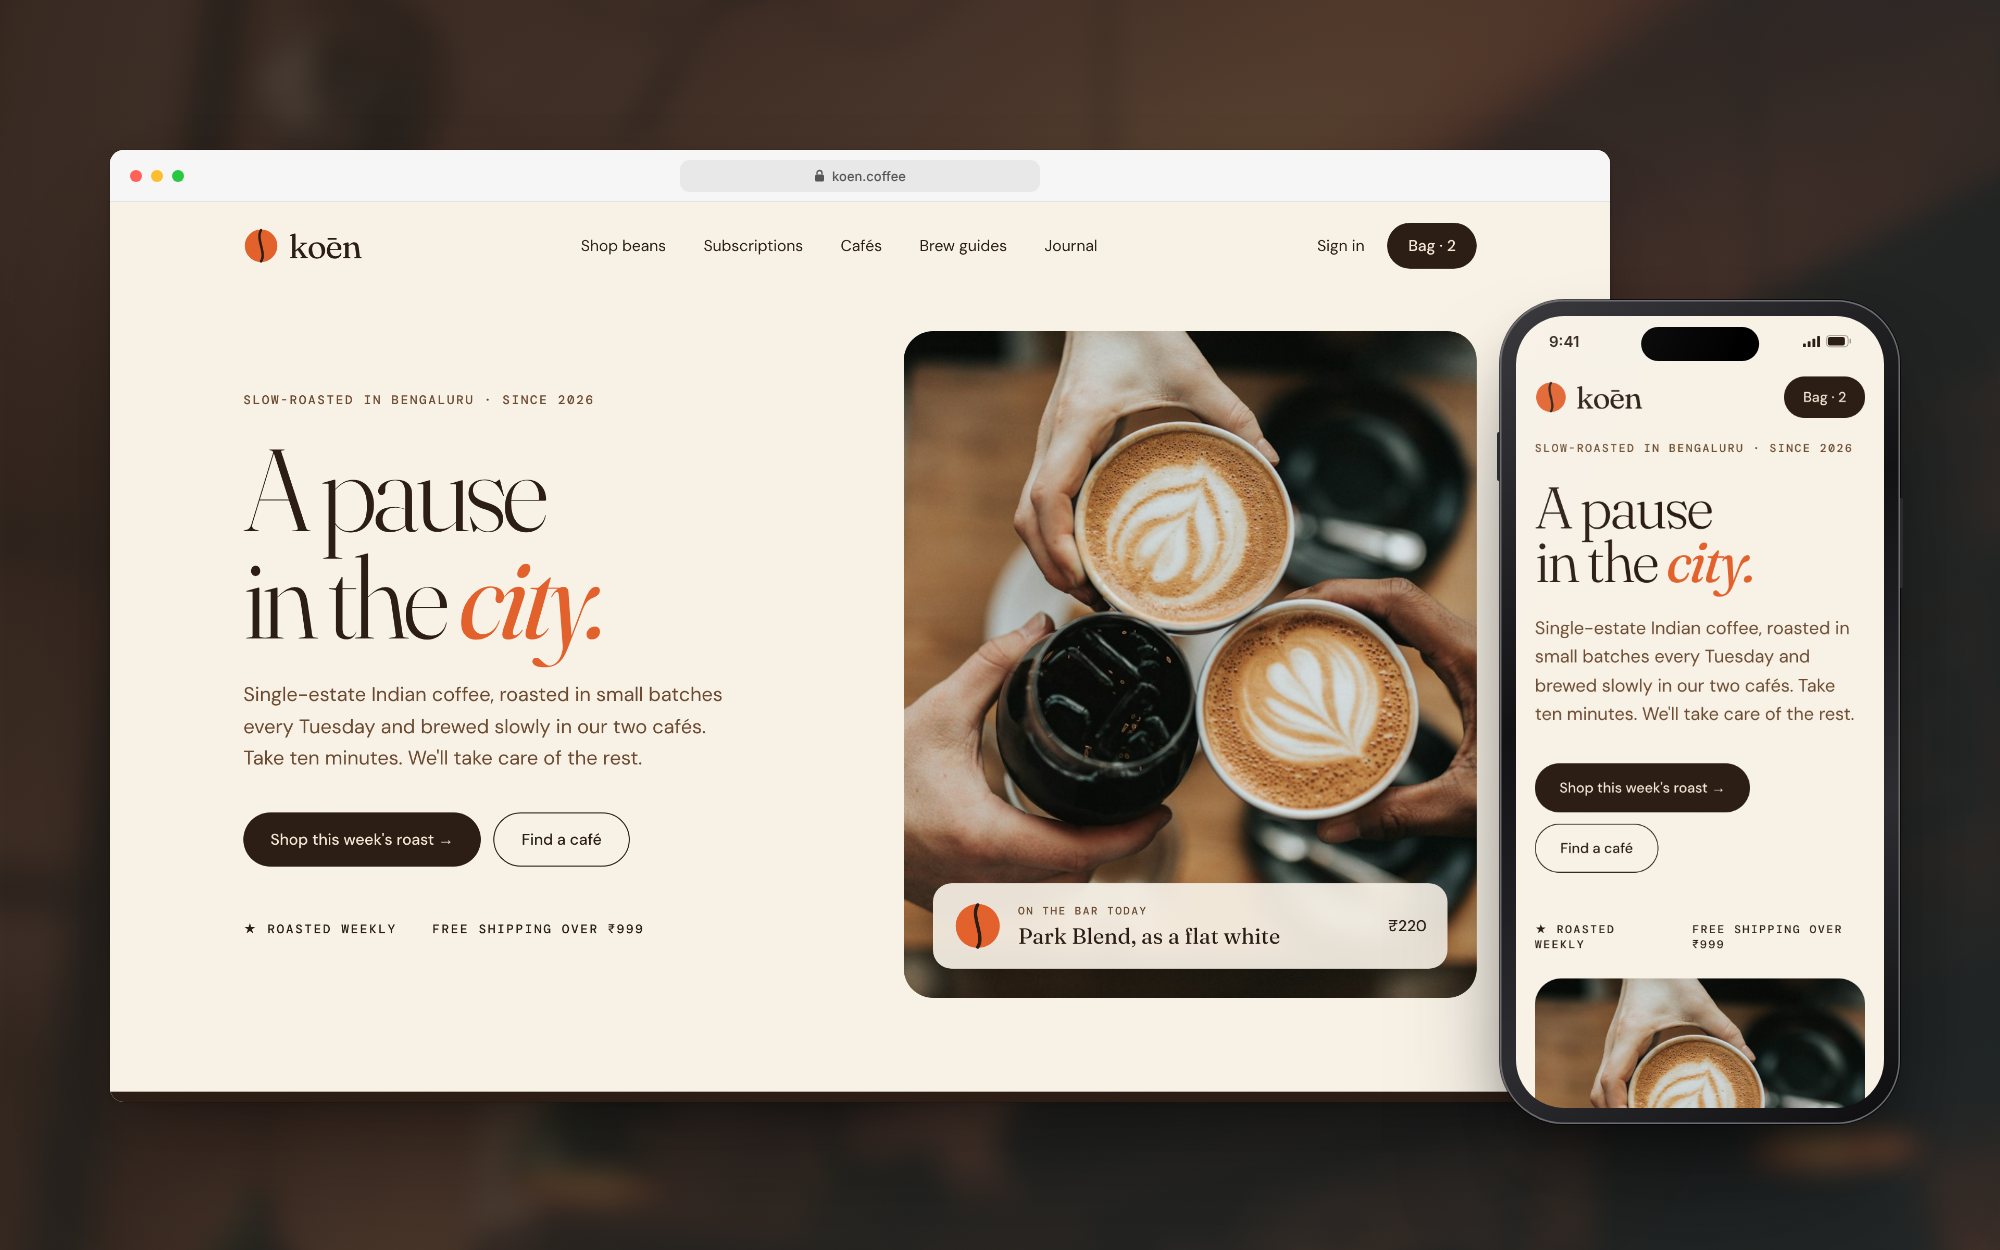 koen.coffee
koēn
Shop beans Subscriptions Cafés Brew guides Journal
Sign in Bag · 2
SLOW-ROASTED IN BENGALURU · SINCE 2026
A pause
in the city.
Single-estate Indian coffee, roasted in small batches
every Tuesday and brewed slowly in our two cafés.
Take ten minutes. We'll take care of the rest.
Shop this week's roast →
Find a café
★ ROASTED WEEKLY FREE SHIPPING OVER ₹999
ON THE BAR TODAY
Park Blend, as a flat white
₹220
9:41
koēn
Bag · 2
SLOW-ROASTED IN BENGALURU · SINCE 2026
A pause
in the city.
Single-estate Indian coffee, roasted in
small batches every Tuesday and
brewed slowly in our two cafés. Take
ten minutes. We'll take care of the rest.
Shop this week's roast →
Find a café
★ ROASTED
WEEKLY
FREE SHIPPING OVER
₹999